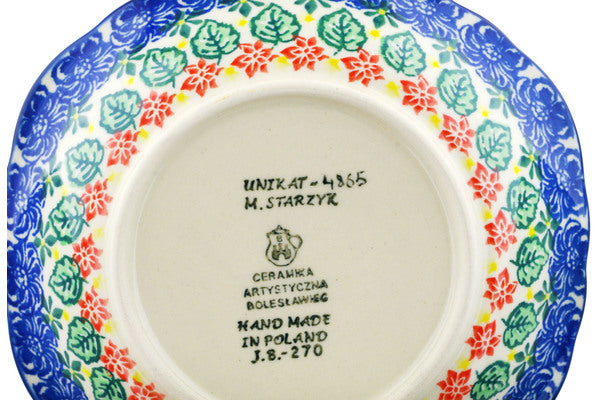 UNIKAT-4865
M. STARZYK
CERAMIKA
ARTYSTYCZNA
BOLESŁAWIEC
HAND MADE
IN POLAND
J.S.-270